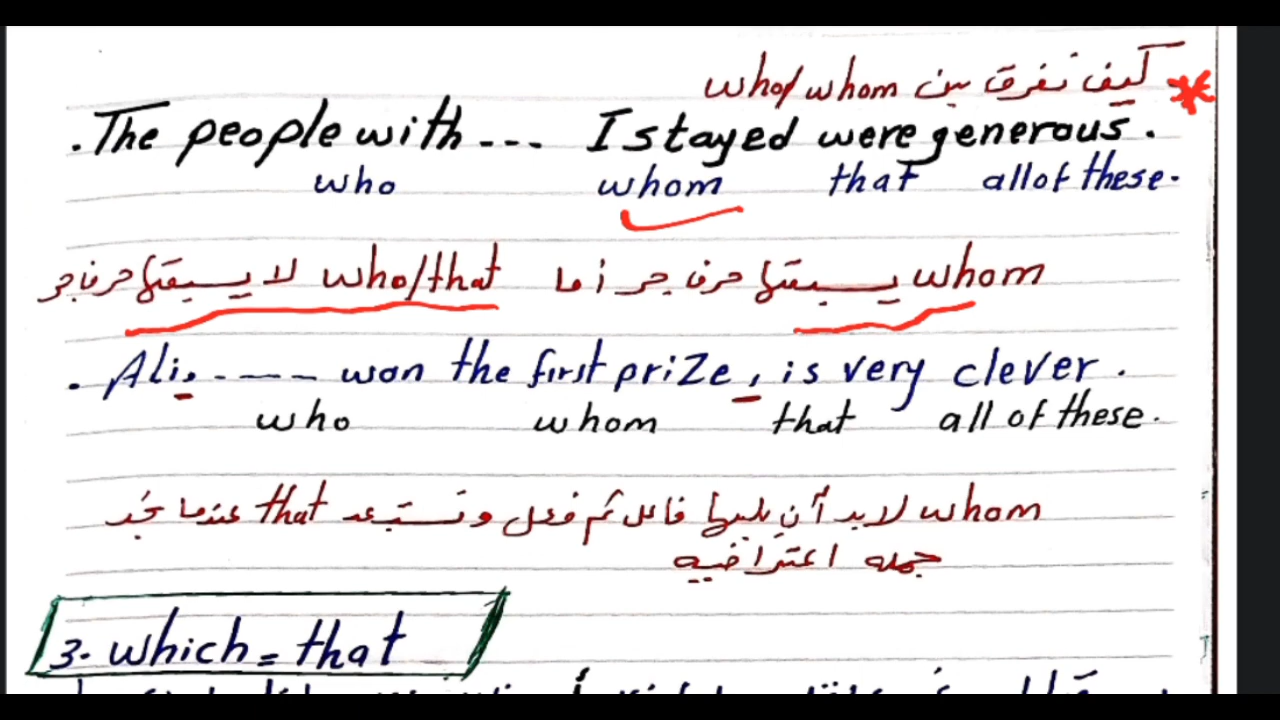 كيف نفرق بين who/whom
. The people with --- I stayed were generous.
who whom that all of these.
whom يسبقها حرف جر أما who/that لا يسبقها حرف جر
. Ali, ---- won the first prize, is very clever.
who whom that all of these.
whom لابد أن يليها فاعل ثم فعل وتستبعد that عندما نجد
جمله اعتراضيه
3. which = that